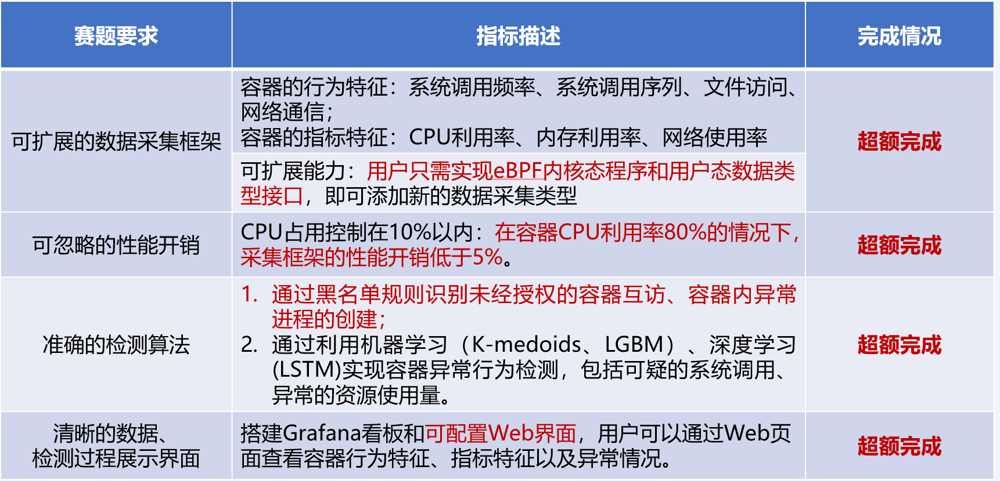 赛题要求
指标描述
完成情况
可扩展的数据采集框架
容器的行为特征：系统调用频率、系统调用序列、文件访问、
网络通信；
容器的指标特征：CPU利用率、内存利用率、网络使用率
可扩展能力：用户只需实现eBPF内核态程序和用户态数据类
型接口，即可添加新的数据采集类型
超额完成
可忽略的性能开销
CPU占用控制在10%以内：在容器CPU利用率80%的情况下，
采集框架的性能开销低于5%。
超额完成
准确的检测算法
1. 通过黑名单规则识别未经授权的容器互访、容器内异常
进程的创建；
2. 通过利用机器学习（K-medoids、LGBM）、深度学习
(LSTM)实现容器异常行为检测，包括可疑的系统调用、
异常的资源使用量。
超额完成
清晰的数据、
检测过程展示界面
搭建Grafana看板和可配置Web界面，用户可以通过Web页
面查看容器行为特征、指标特征以及异常情况。
超额完成